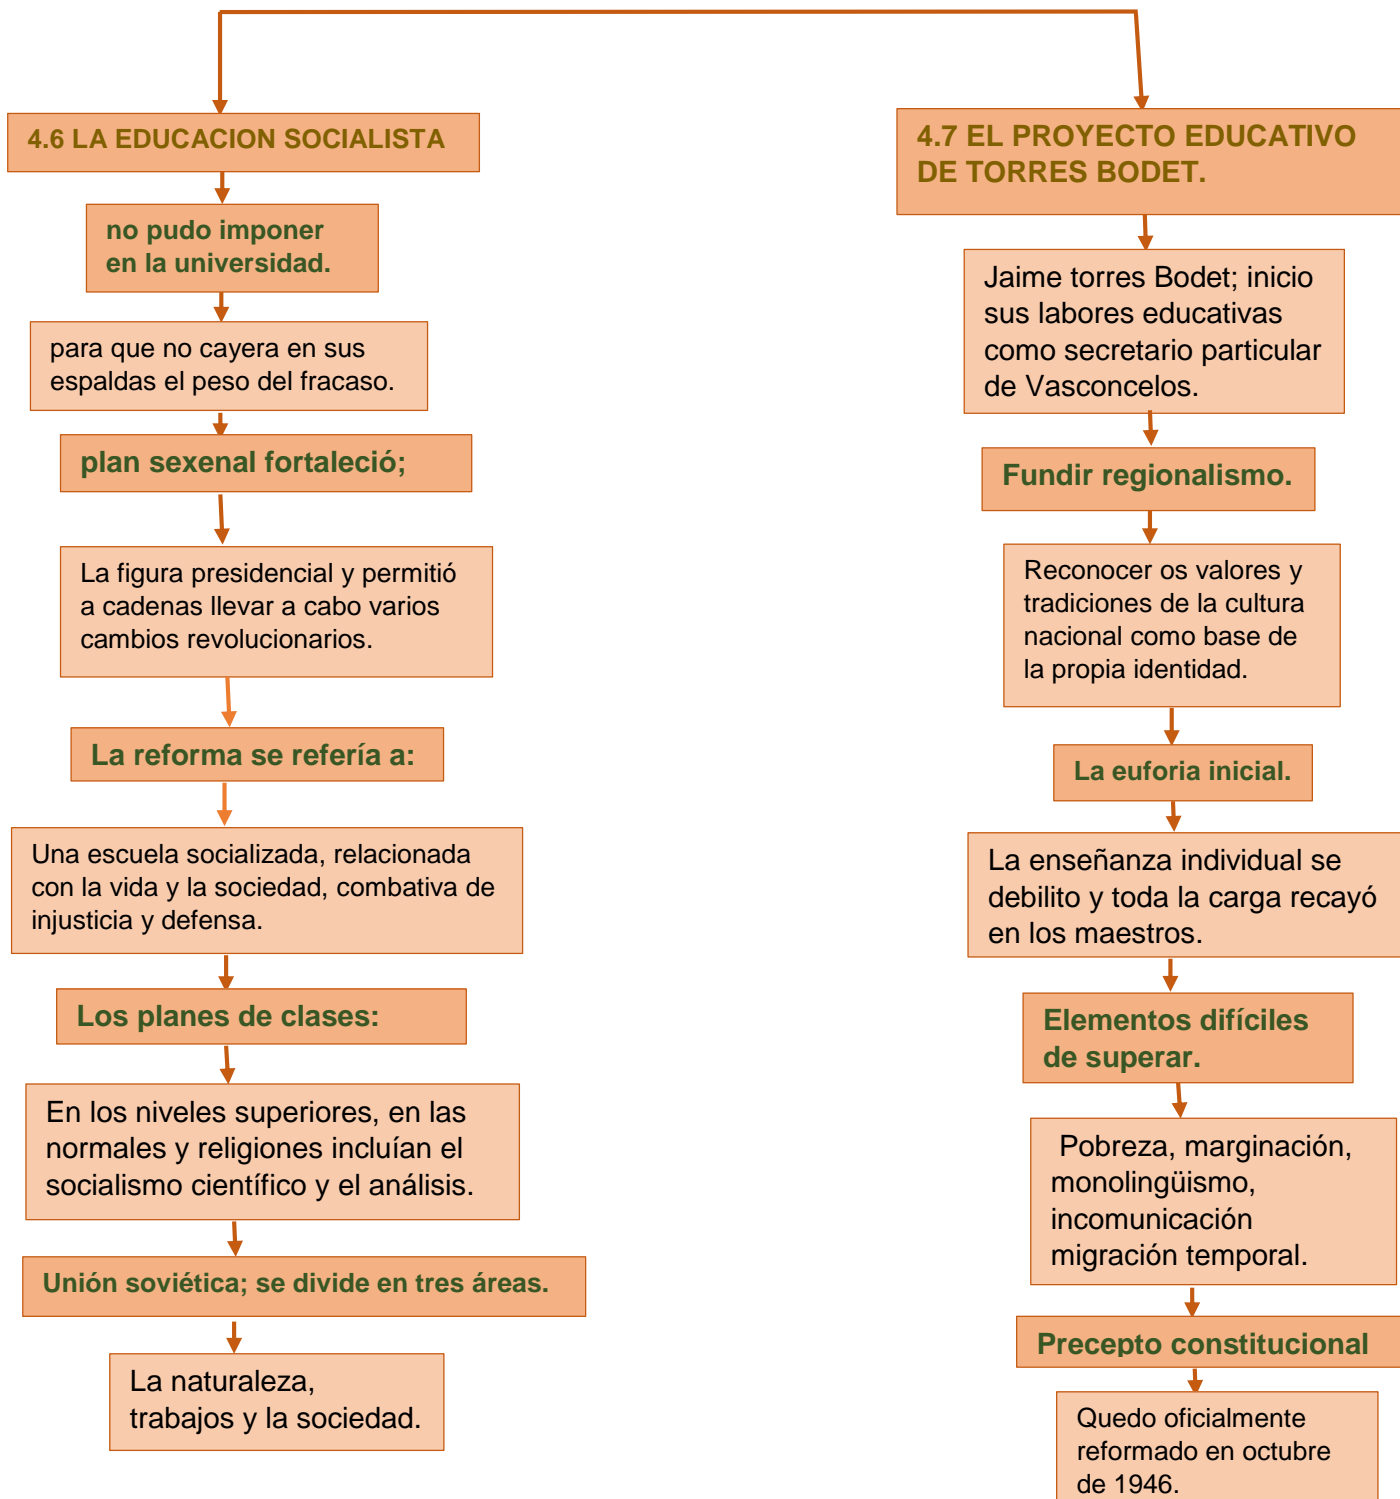 4.6 LA EDUCACION SOCIALISTA
no pudo imponer
en la universidad.
para que no cayera en sus
espaldas el peso del fracaso.
plan sexenal fortaleció;
La figura presidencial y permitió
a cadenas llevar a cabo varios
cambios revolucionarios.
La reforma se refería a:
Una escuela socializada, relacionada
con la vida y la sociedad, combativa de
injusticia y defensa.
Los planes de clases:
En los niveles superiores, en las
normales y religiones incluían el
socialismo científico y el análisis.
Unión soviética; se divide en tres áreas.
La naturaleza,
trabajos y la sociedad.
4.7 EL PROYECTO EDUCATIVO
DE TORRES BODET.
Jaime torres Bodet; inicio
sus labores educativas
como secretario particular
de Vasconcelos.
Fundir regionalismo.
Reconocer os valores y
tradiciones de la cultura
nacional como base de
la propia identidad.
La euforia inicial.
La enseñanza individual se
debilito y toda la carga recayó
en los maestros.
Elementos difíciles
de superar.
Pobreza, marginación,
monolingüismo,
incomunicación
migración temporal.
Precepto constitucional
Quedo oficialmente
reformado en octubre
de 1946.